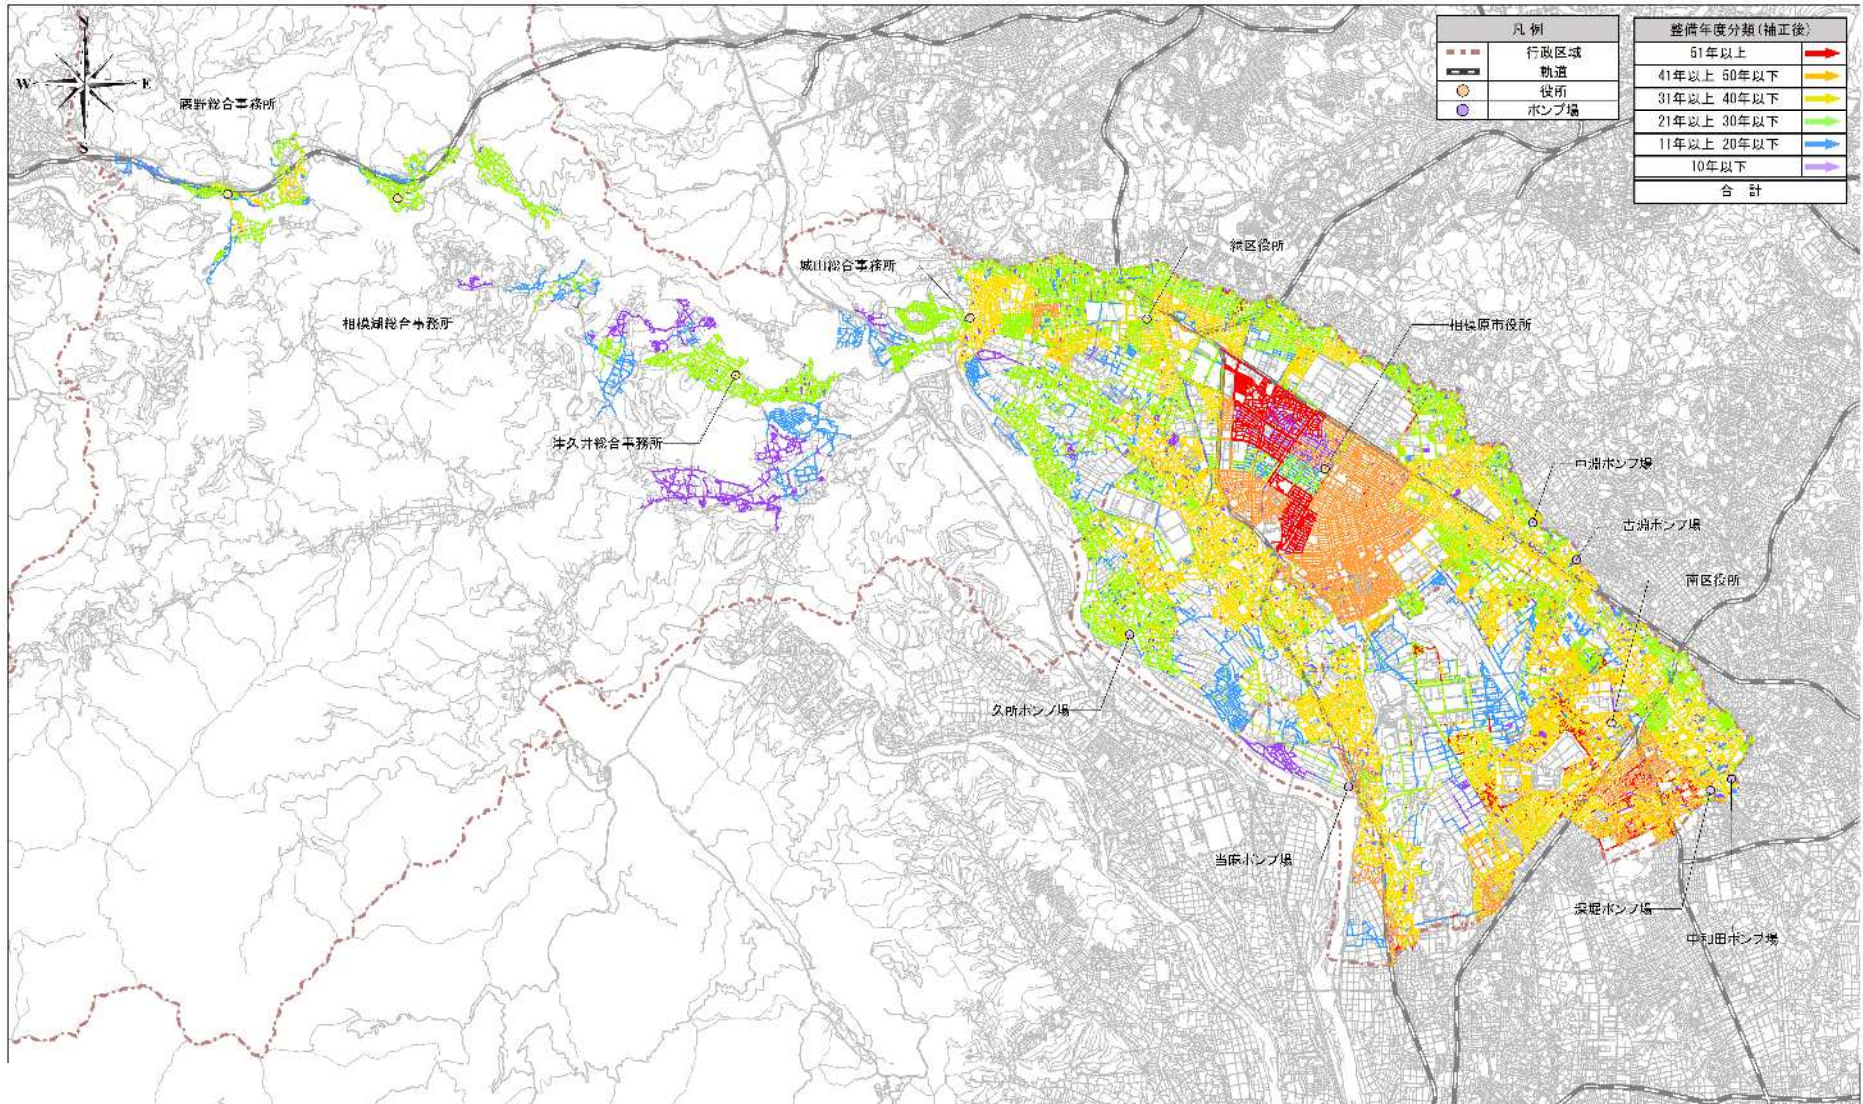 N
W
E
S
凡 例
行政区域
軌道
役所
ポンプ場
整備年度分類(補正後)
51年以上
41年以上 50年以下
31年以上 40年以下
21年以上 30年以下
11年以上 20年以下
10年以下
合 計
藤野総合事務所
相模湖総合事務所
津久井総合事務所
城山総合事務所
緑区役所
相模原市役所
中淵ポンプ場
古淵ポンプ場
南区役所
久所ポンプ場
当麻ポンプ場
深堀ポンプ場
中和田ポンプ場